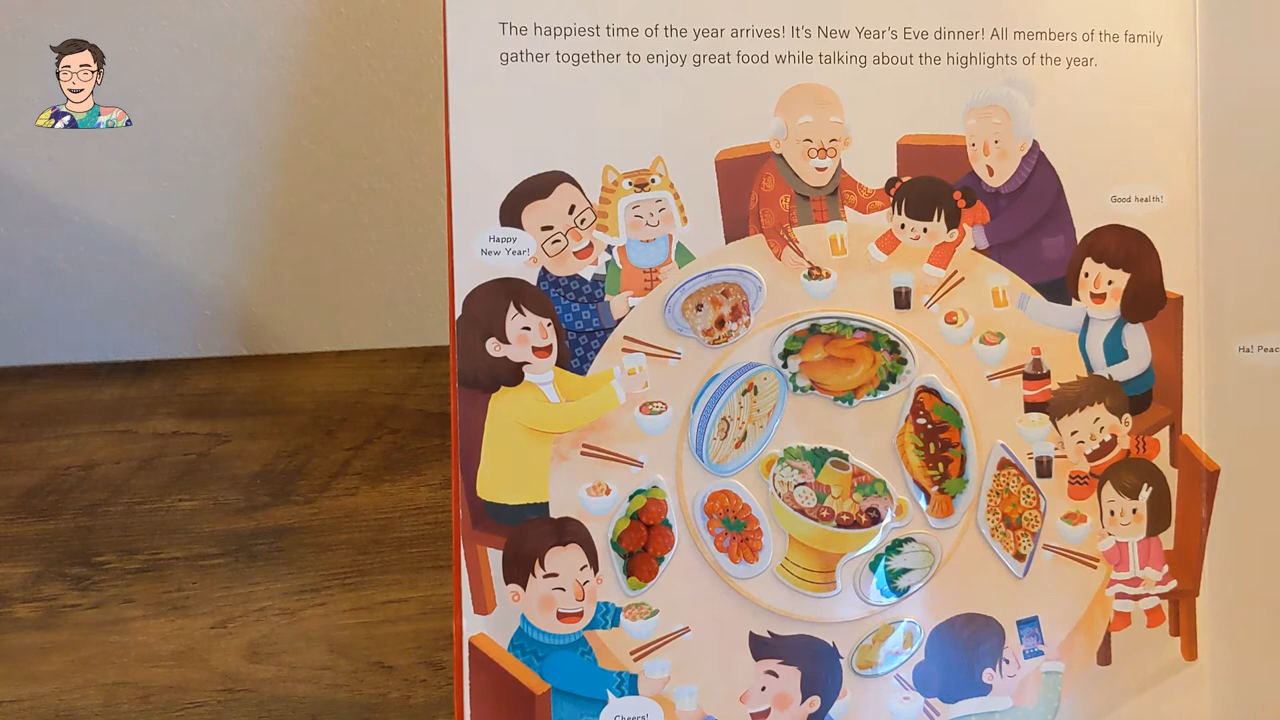 The happiest time of the year arrives! It's New Year's Eve dinner! All members of the family
gather together to enjoy great food while talking about the highlights of the year.
Good health!
Happy
New Year!
Ha!
Cheers!